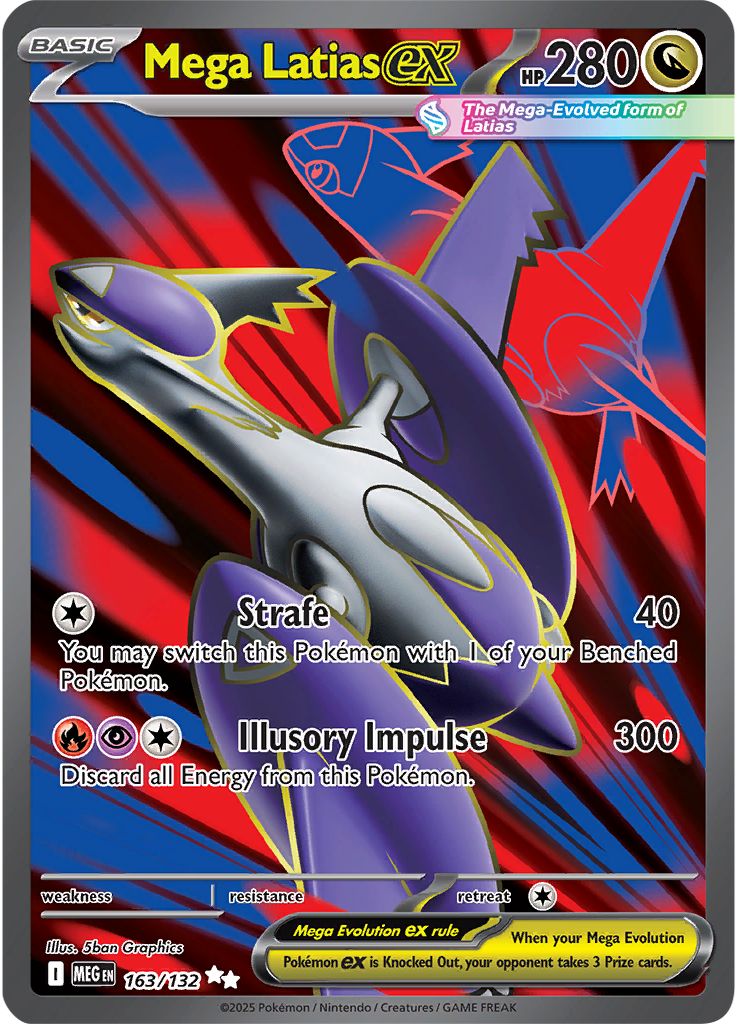 BASIC
Mega Latias ex
HP 280
The Mega-Evolved form of
Latias
Strafe 40
You may switch this Pokémon with 1 of your Benched
Pokémon.
Illusory Impulse 300
Discard all Energy from this Pokémon.
weakness resistance retreat
Illus. 5ban Graphics
Mega Evolution ex rule When your Mega Evolution
Pokémon ex is Knocked Out, your opponent takes 3 Prize cards.
I MEG EN 163/132
©2025 Pokémon / Nintendo / Creatures / GAME FREAK